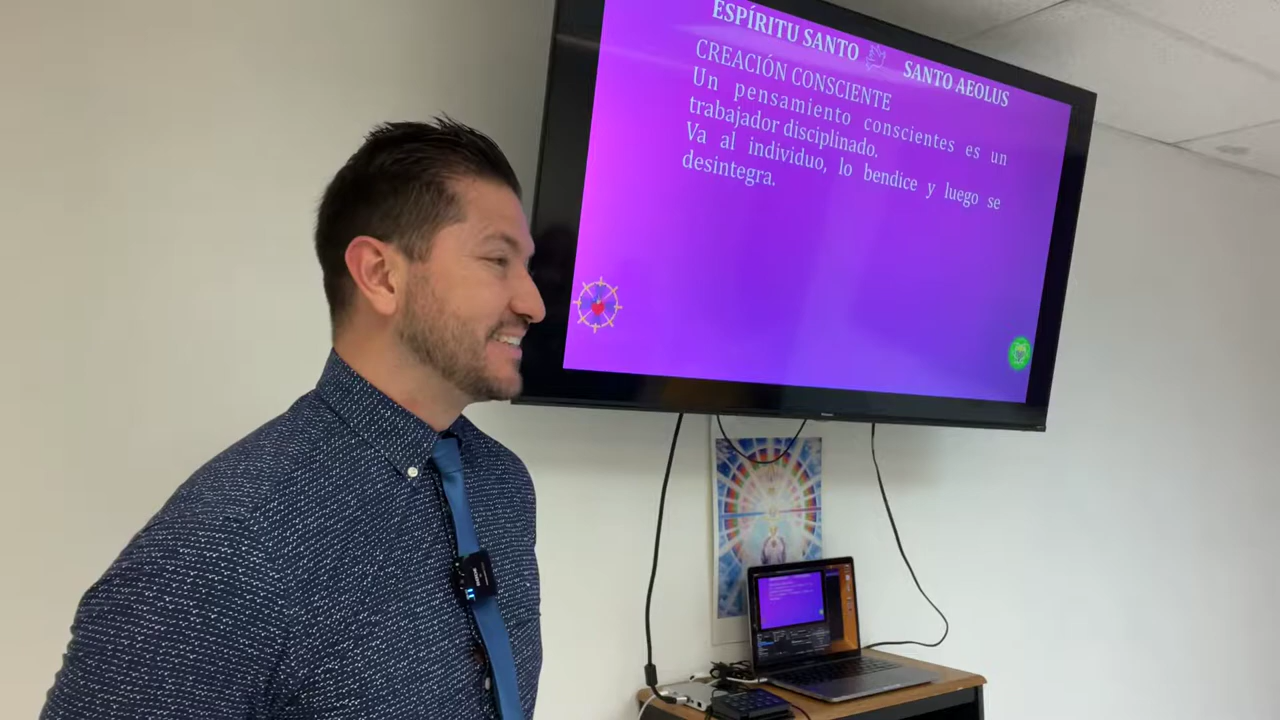 ESPÍRITU SANTO SANTO AEOLUS
CREACIÓN CONSCIENTE
Un pensamiento conscientes es un
trabajador disciplinado.
Va al individuo, lo bendice y luego se
desintegra.